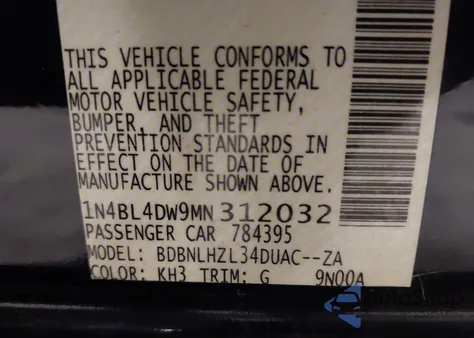 THIS VEHICLE CONFORMS TO
ALL APPLICABLE FEDERAL
MOTOR VEHICLE SAFETY,
BUMPER, AND THEFT
PREVENTION STANDARDS IN
EFFECT ON THE DATE OF
MANUFACTURE SHOWN ABOVE.
1N4BL4DW9MN312032
PASSENGER CAR 784395
MODEL: BDBNLHZL34DUAC--ZA
COLOR: KH3 TRIM: G 9N00A